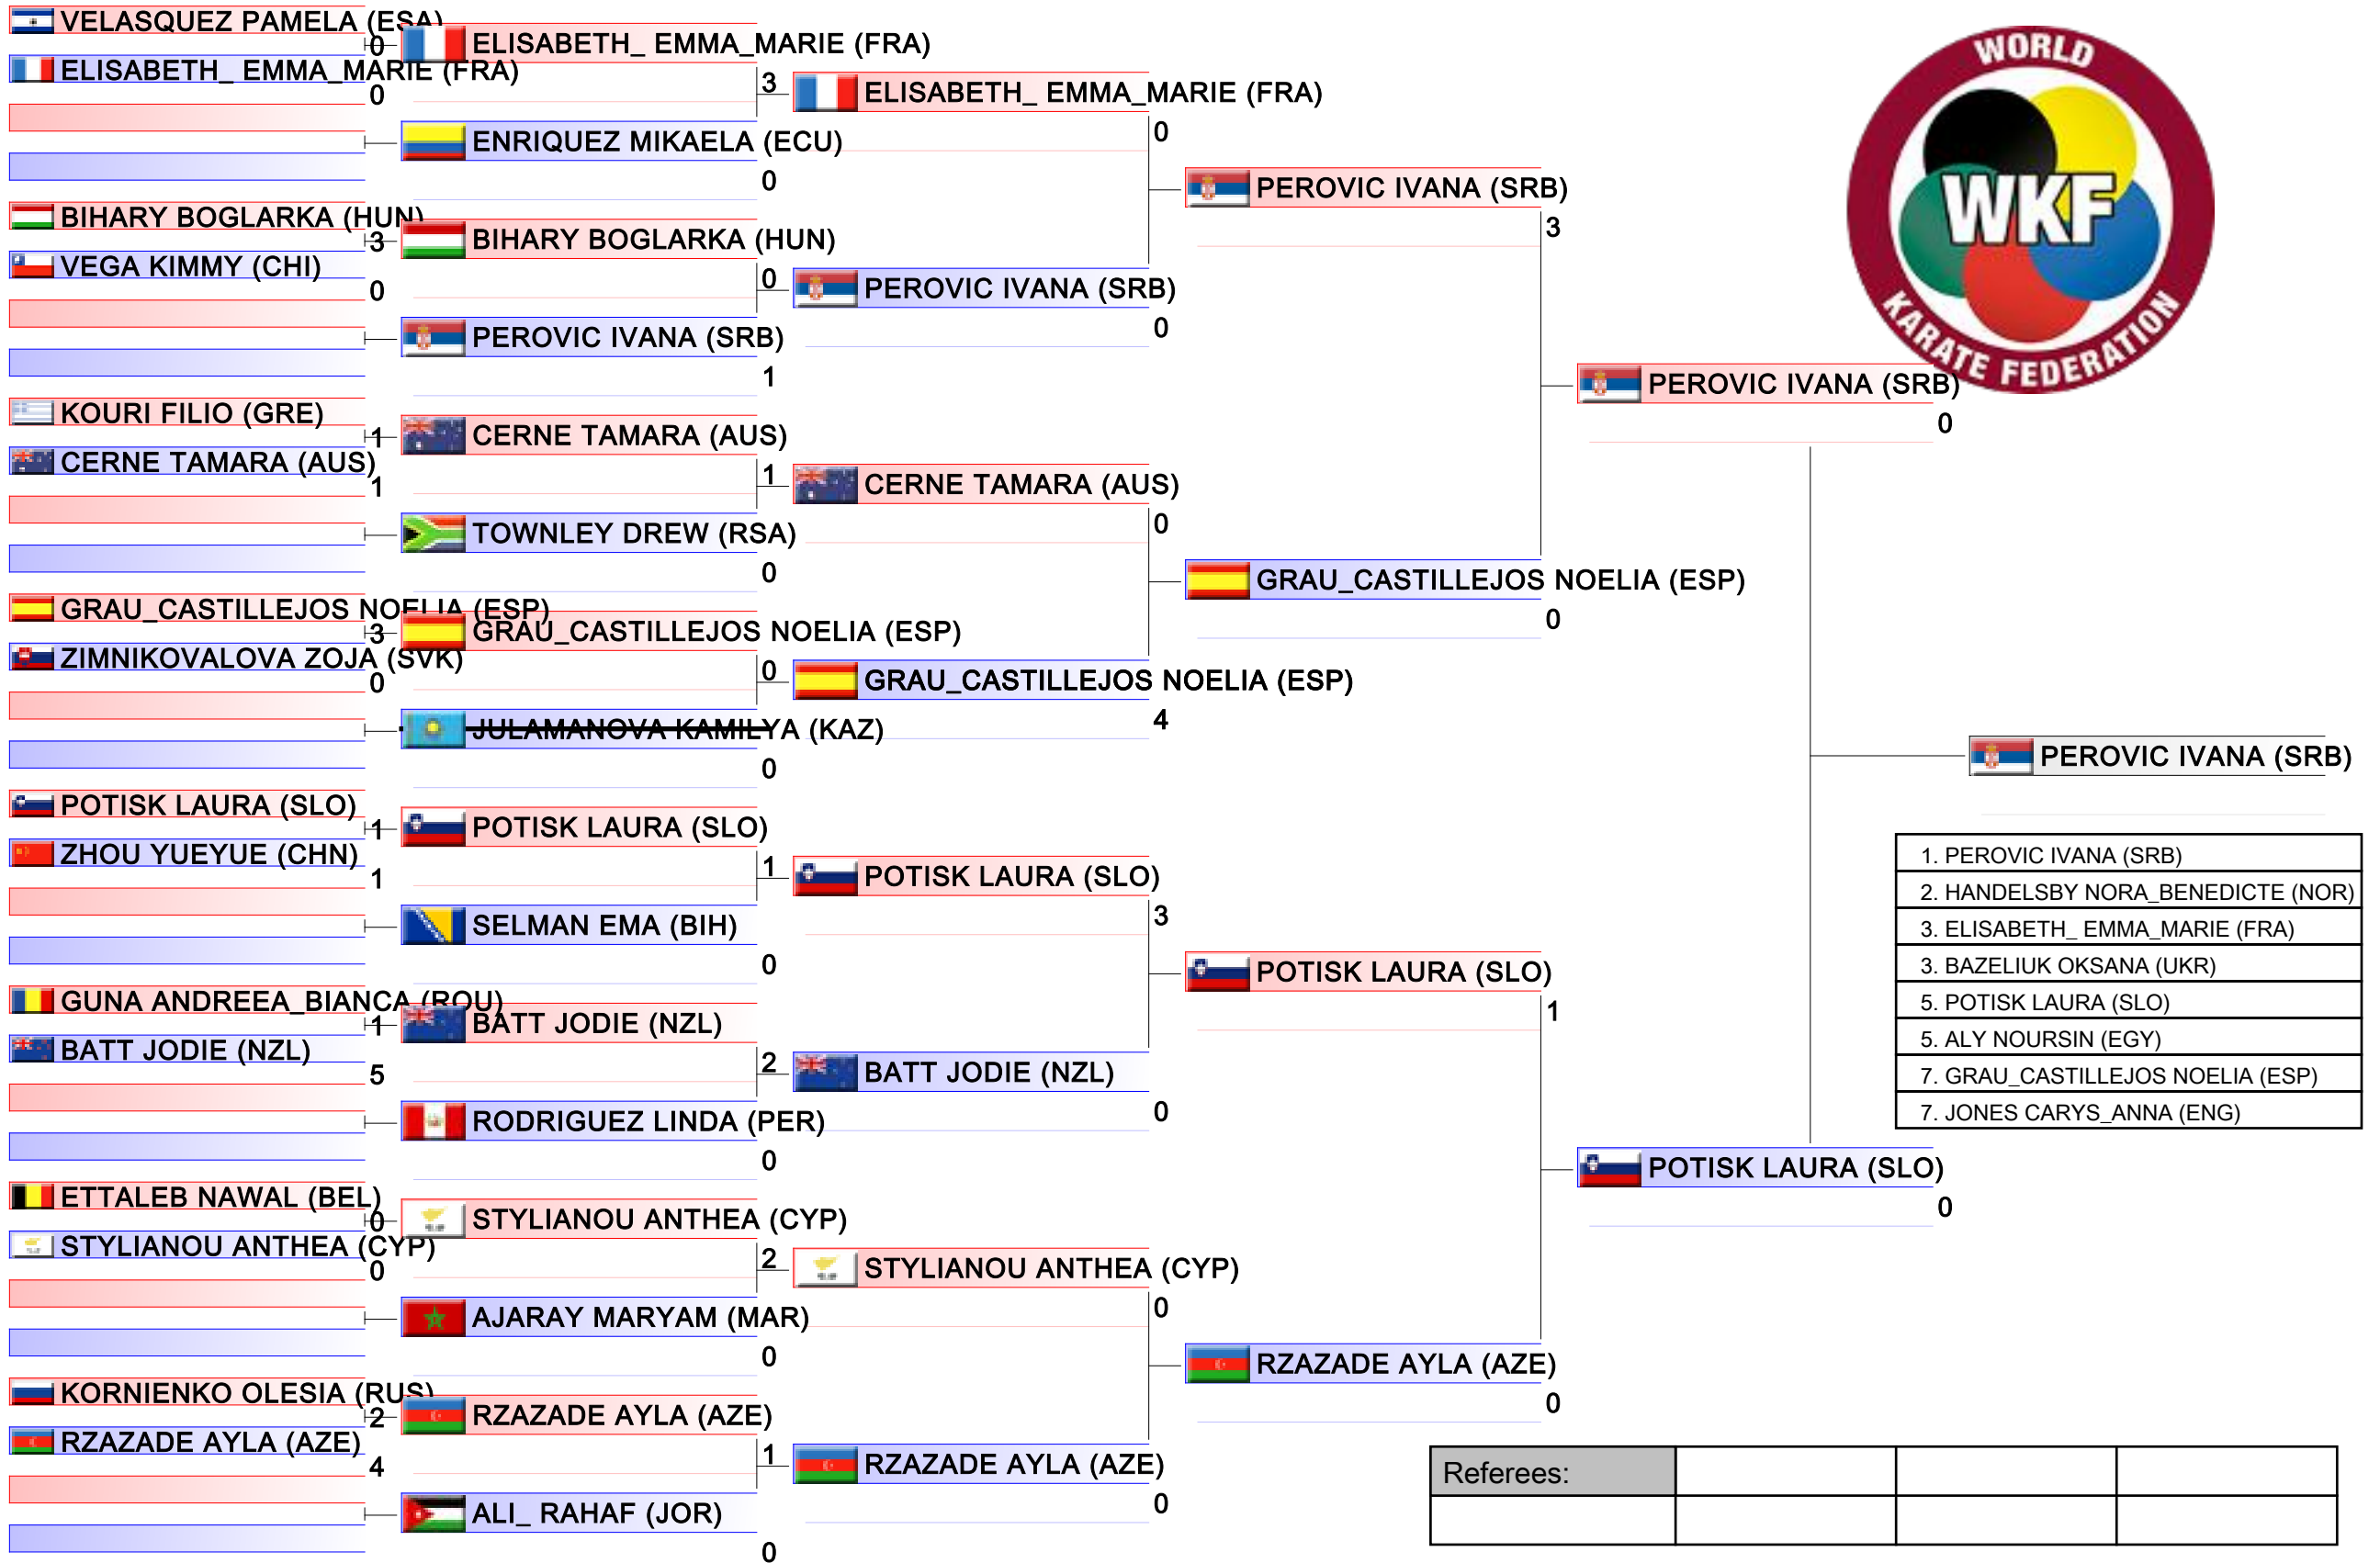 VELASQUEZ PAMELA (ESA)
0
ELISABETH_ EMMA_MARIE (FRA)
0
BIHARY BOGLARKA (HUN)
3
VEGA KIMMY (CHI)
0
KOURI FILIO (GRE)
1
CERNE TAMARA (AUS)
1
GRAU_CASTILLEJOS NOELIA (ESP)
3
ZIMNIKOVALOVA ZOJA (SVK)
0
POTISK LAURA (SLO)
1
ZHOU YUEYUE (CHN)
1
GUNA ANDREEA_BIANCA (ROU)
1
BATT JODIE (NZL)
5
ETTALEB NAWAL (BEL)
0
STYLIANOU ANTHEA (CYP)
0
KORNIENKO OLESIA (RUS)
2
RZAZADE AYLA (AZE)
4
ELISABETH_ EMMA_MARIE (FRA)
3
ENRIQUEZ MIKAELA (ECU)
0
BIHARY BOGLARKA (HUN)
0
PEROVIC IVANA (SRB)
1
CERNE TAMARA (AUS)
1
TOWNLEY DREW (RSA)
0
GRAU_CASTILLEJOS NOELIA (ESP)
0
JULAMANOVA KAMILYA (KAZ)
0
POTISK LAURA (SLO)
1
SELMAN EMA (BIH)
0
BATT JODIE (NZL)
2
RODRIGUEZ LINDA (PER)
0
STYLIANOU ANTHEA (CYP)
2
AJARAY MARYAM (MAR)
0
RZAZADE AYLA (AZE)
1
ALI_ RAHAF (JOR)
0
ELISABETH_ EMMA_MARIE (FRA)
0
PEROVIC IVANA (SRB)
0
CERNE TAMARA (AUS)
0
GRAU_CASTILLEJOS NOELIA (ESP)
4
POTISK LAURA (SLO)
3
BATT JODIE (NZL)
0
STYLIANOU ANTHEA (CYP)
0
RZAZADE AYLA (AZE)
0
PEROVIC IVANA (SRB)
3
GRAU_CASTILLEJOS NOELIA (ESP)
0
POTISK LAURA (SLO)
1
RZAZADE AYLA (AZE)
0
PEROVIC IVANA (SRB)
0
POTISK LAURA (SLO)
0
WORLD
WKF
KARATE FEDERATION
PEROVIC IVANA (SRB)
1. PEROVIC IVANA (SRB)
2. HANDELSBY NORA_BENEDICTE (NOR)
3. ELISABETH_ EMMA_MARIE (FRA)
3. BAZELIUK OKSANA (UKR)
5. POTISK LAURA (SLO)
5. ALY NOURSIN (EGY)
7. GRAU_CASTILLEJOS NOELIA (ESP)
7. JONES CARYS_ANNA (ENG)
Referees: